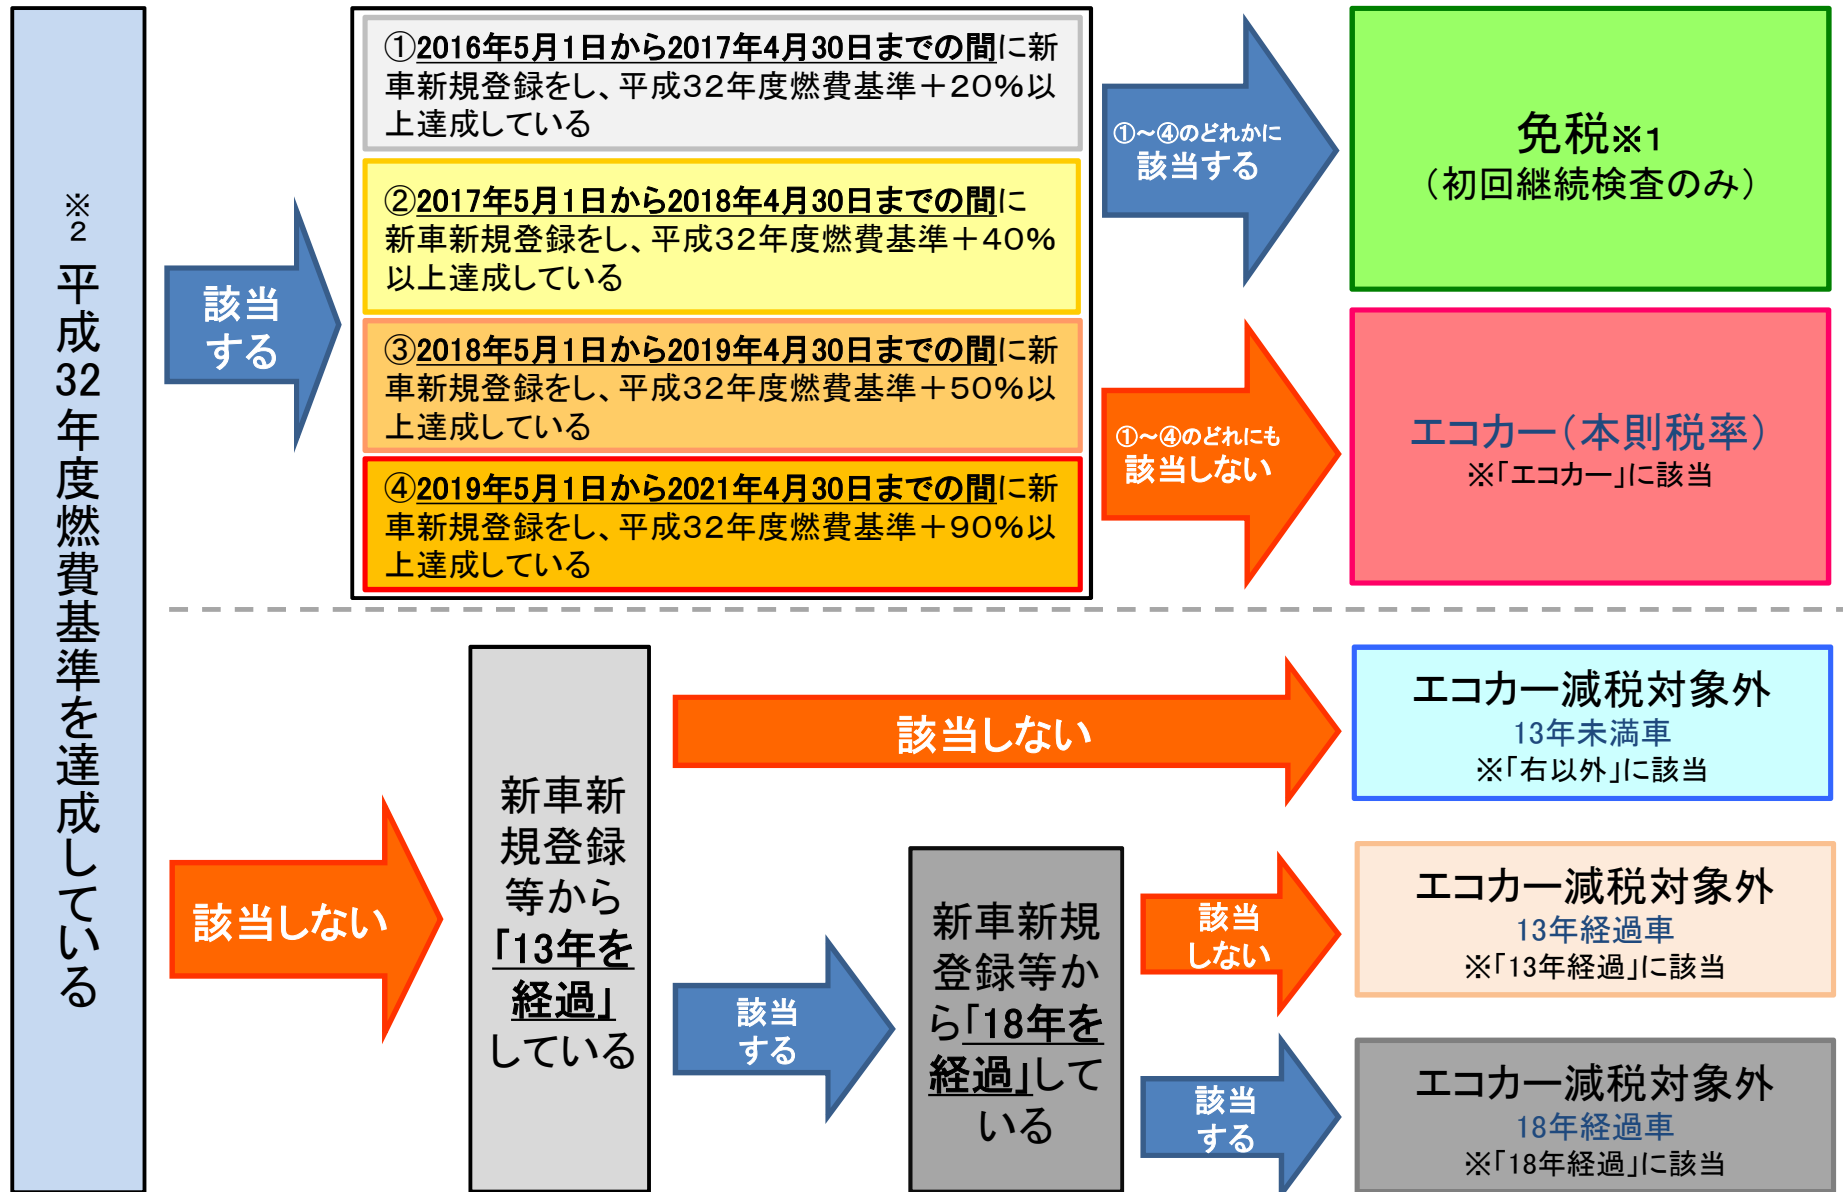 ※2 平成32年度燃費基準を達成している
該当
する
①2016年5月1日から2017年4月30日までの間に新
車新規登録をし、平成32年度燃費基準＋20%以
上達成している
②2017年5月1日から2018年4月30日までの間に
新車新規登録をし、平成32年度燃費基準＋40%
以上達成している
③2018年5月1日から2019年4月30日までの間に新
車新規登録をし、平成32年度燃費基準＋50%以
上達成している
④2019年5月1日から2021年4月30日までの間に新
車新規登録をし、平成32年度燃費基準＋90%以
上達成している
①～④のどれかに
該当する
免税※1
（初回継続検査のみ）
①～④のどれにも
該当しない
エコカー（本則税率）
※「エコカー」に該当
該当しない
新車新
規登録
等から
「13年を
経過」
している
該当しない
エコカー減税対象外
13年未満車
※「右以外」に該当
該当
する
新車新規
登録等か
ら「18年を
経過」して
いる
該当
しない
エコカー減税対象外
13年経過車
※「13年経過」に該当
該当
する
エコカー減税対象外
18年経過車
※「18年経過」に該当